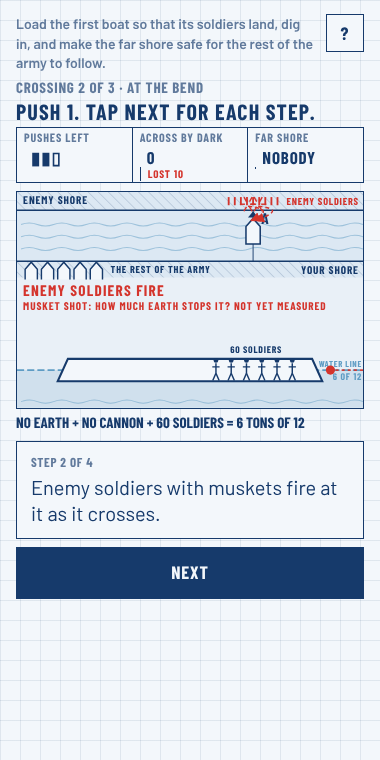 Load the first boat so that its soldiers land, dig
in, and make the far shore safe for the rest of the
army to follow.
?
CROSSING 2 OF 3 · AT THE BEND
PUSH 1. TAP NEXT FOR EACH STEP.
PUSHES LEFT
ACROSS BY DARK
0
LOST 10
FAR SHORE
NOBODY
ENEMY SHORE
ENEMY SOLDIERS
THE REST OF THE ARMY
YOUR SHORE
ENEMY SOLDIERS FIRE
MUSKET SHOT: HOW MUCH EARTH STOPS IT? NOT YET MEASURED
60 SOLDIERS
WATER LINE
6 OF 12
NO EARTH + NO CANNON + 60 SOLDIERS = 6 TONS OF 12
STEP 2 OF 4
Enemy soldiers with muskets fire at
it as it crosses.
NEXT